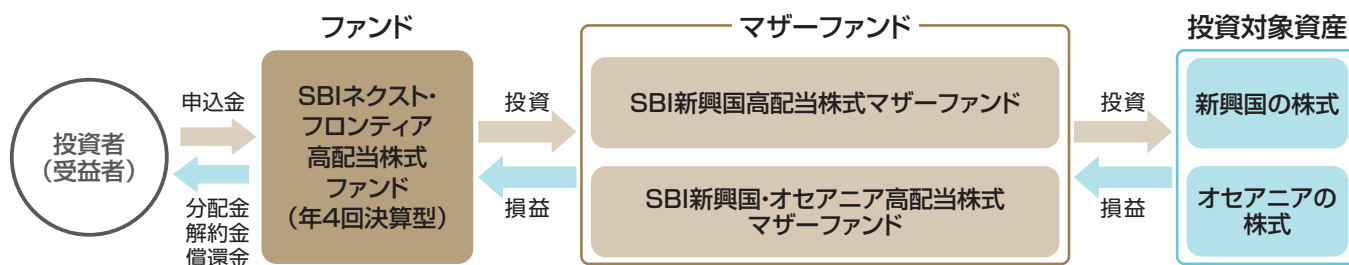 ファンド
マザーファンド
投資対象資産
投資者
(受益者)
申込金
分配金
解約金
償還金
SBIネクスト・
フロンティア
高配当株式
ファンド
(年4回決算型)
投資
損益
SBI新興国高配当株式マザーファンド
SBI新興国・オセアニア高配当株式
マザーファンド
投資
損益
新興国の株式
オセアニアの
株式